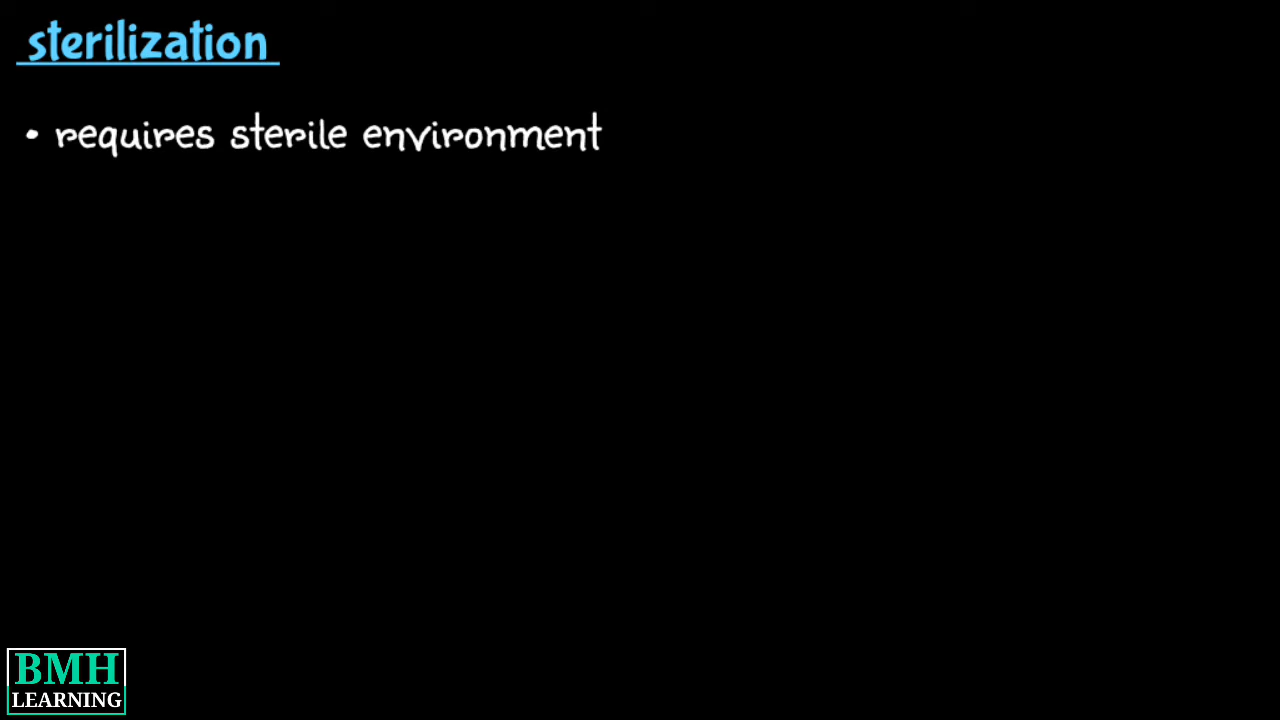 sterilization
• requires sterile environment
BMH
LEARNING